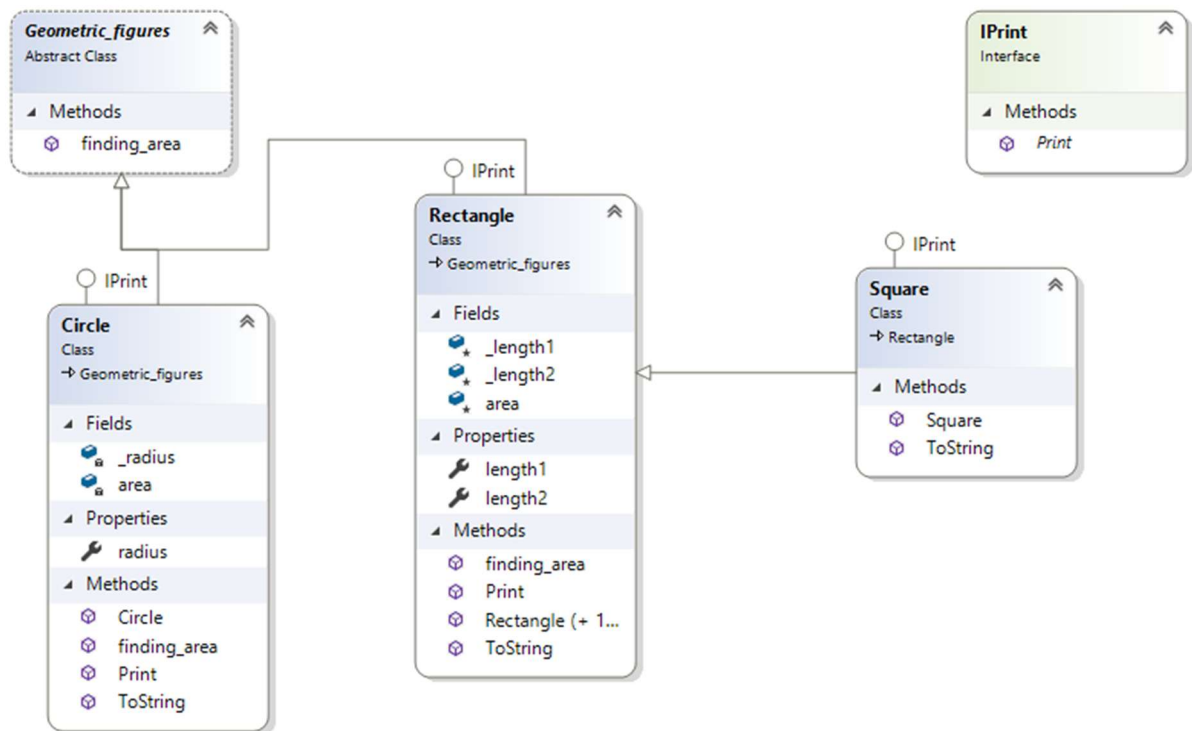 Geometric_figures
Abstract Class
Methods
finding_area
IPrint
Interface
Methods
Print
IPrint
Rectangle
Class
Geometric_figures
Fields
_length1
_length2
area
Properties
length1
length2
Methods
finding_area
Print
Rectangle (+ 1...
ToString
IPrint
Circle
Class
Geometric_figures
Fields
_radius
area
Properties
radius
Methods
Circle
finding_area
Print
ToString
IPrint
Square
Class
Rectangle
Methods
Square
ToString